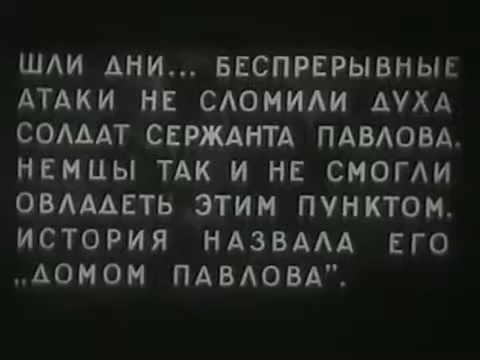 ШЛИ ДНИ... БЕСПРЕРЫВНЫЕ
АТАКИ НЕ СЛОМИЛИ ДУХА
СОЛДАТ СЕРЖАНТА ПАВЛОВА.
НЕМЦЫ ТАК И НЕ СМОГЛИ
ОВЛАДЕТЬ ЭТИМ ПУНКТОМ.
ИСТОРИЯ НАЗВАЛА ЕГО
„ДОМОМ ПАВЛОВА".